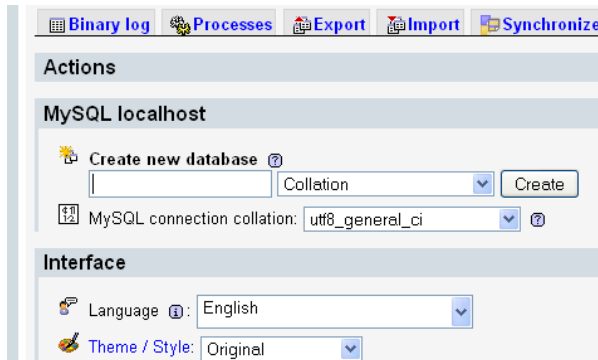 Binary log Processes Export Import Synchronize
Actions
MySQL localhost
Create new database
Collation Create
MySQL connection collation: utf8_general_ci
Interface
Language : English
Theme / Style: Original